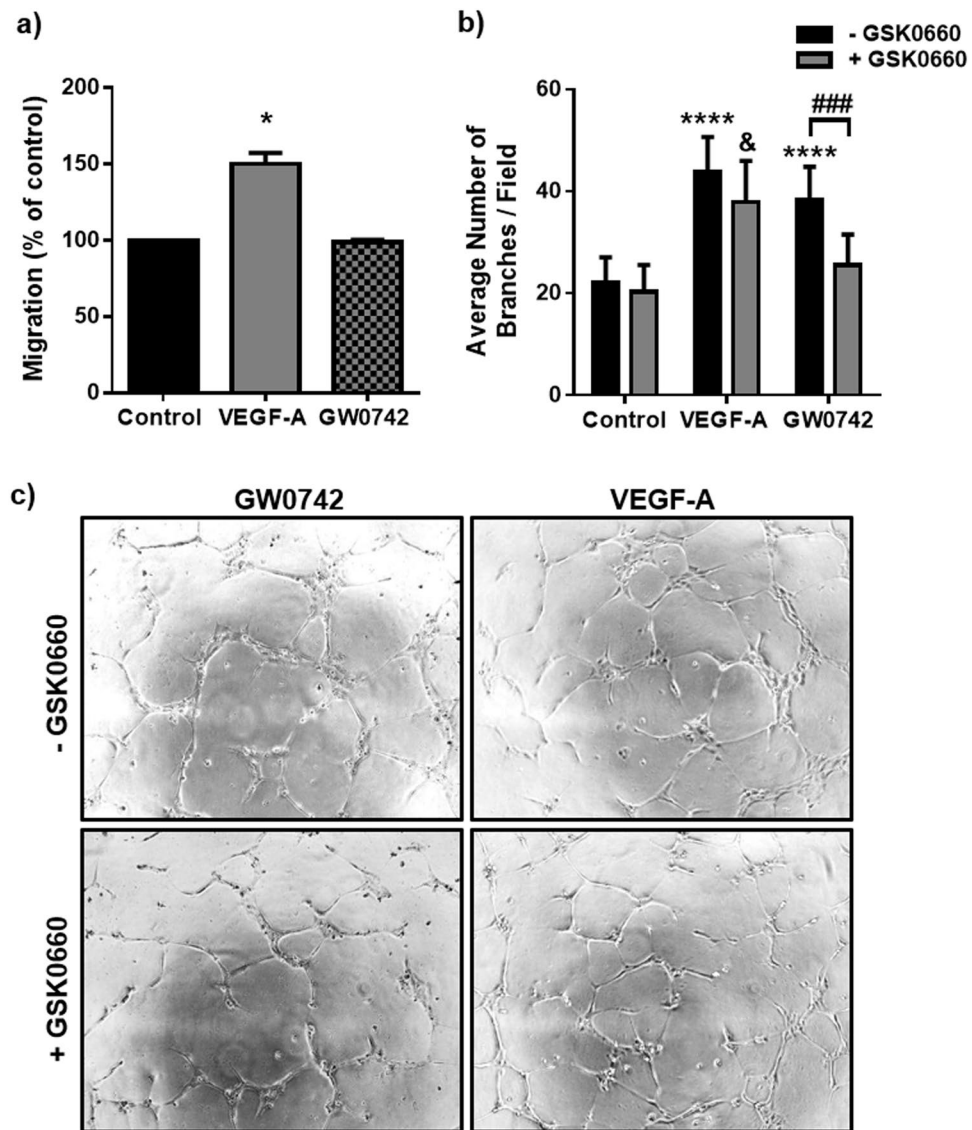 a)
Migration (% of control)
200
150
100
50
0
*
Control VEGF-A GW0742
b)
- GSK0660
+ GSK0660
Average Number of
Branches / Field
60
40
20
0
****
&
****
###
Control VEGF-A GW0742
c)
GW0742 VEGF-A
- GSK0660
+ GSK0660